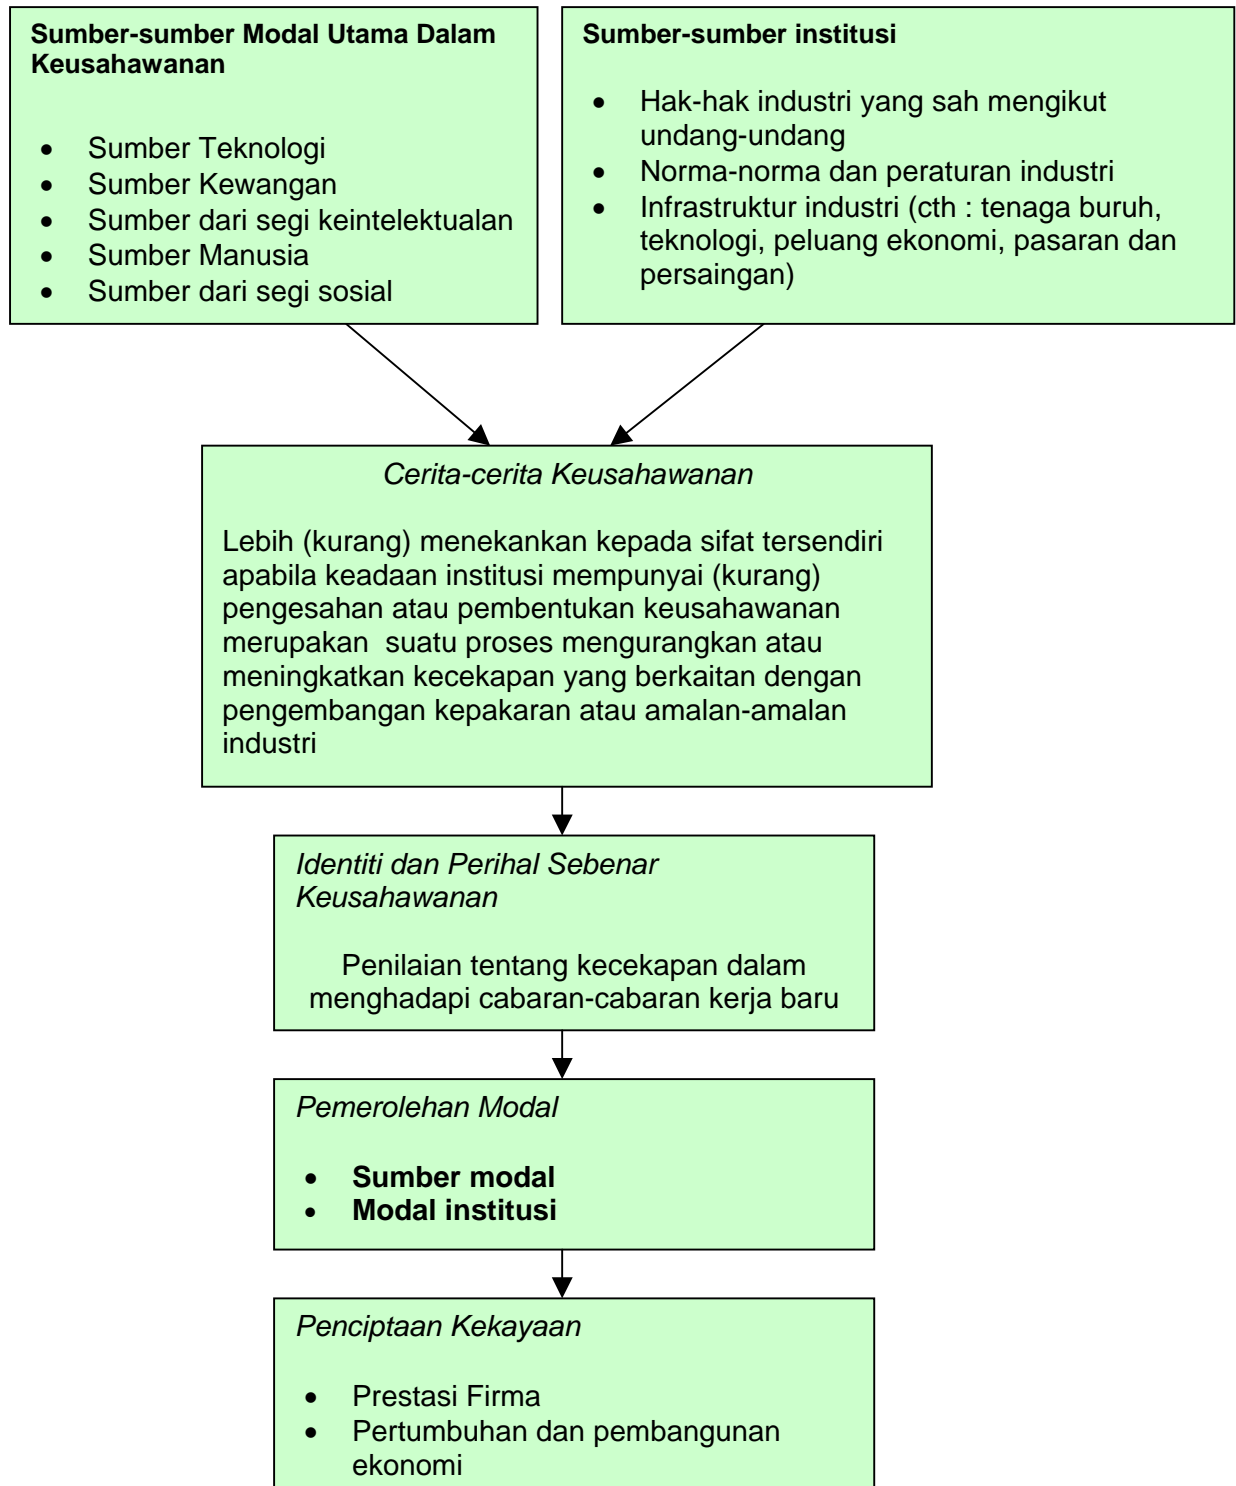 Sumber-sumber Modal Utama Dalam
Keusahawanan
• Sumber Teknologi
• Sumber Kewangan
• Sumber dari segi keintelektualan
• Sumber Manusia
• Sumber dari segi sosial
Sumber-sumber institusi
• Hak-hak industri yang sah mengikut
undang-undang
• Norma-norma dan peraturan industri
• Infrastruktur industri (cth : tenaga buruh,
teknologi, peluang ekonomi, pasaran dan
persaingan)
Cerita-cerita Keusahawanan
Lebih (kurang) menekankan kepada sifat tersendiri
apabila keadaan institusi mempunyai (kurang)
pengesahan atau pembentukan keusahawanan
merupakan  suatu proses mengurangkan atau
meningkatkan kecekapan yang berkaitan dengan
pengembangan kepakaran atau amalan-amalan
industri
Identiti dan Perihal Sebenar
Keusahawanan
Penilaian tentang kecekapan dalam
menghadapi cabaran-cabaran kerja baru
Pemerolehan Modal
• Sumber modal
• Modal institusi
Penciptaan Kekayaan
• Prestasi Firma
• Pertumbuhan dan pembangunan
ekonomi